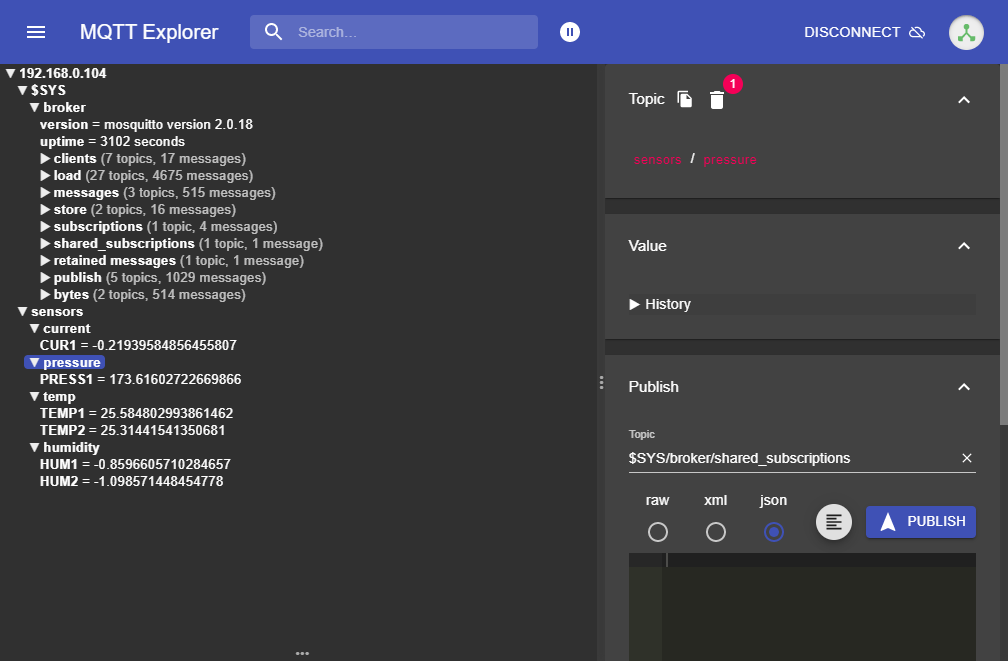 MQTT Explorer
Search...
DISCONNECT
192.168.0.104
$SYS
broker
version = mosquitto version 2.0.18
uptime = 3102 seconds
clients (7 topics, 17 messages)
load (27 topics, 4675 messages)
messages (3 topics, 515 messages)
store (2 topics, 16 messages)
subscriptions (1 topic, 4 messages)
shared_subscriptions (1 topic, 1 message)
retained messages (1 topic, 1 message)
publish (5 topics, 1029 messages)
bytes (2 topics, 514 messages)
sensors
current
CUR1 = -0.21939584856455807
pressure
PRESS1 = 173.61602722669866
temp
TEMP1 = 25.584802993861462
TEMP2 = 25.31441541350681
humidity
HUM1 = -0.8596605710284657
HUM2 = -1.098571448454778
Topic 1
sensors / pressure
Value
History
Publish
Topic
$SYS/broker/shared_subscriptions
raw xml json
PUBLISH